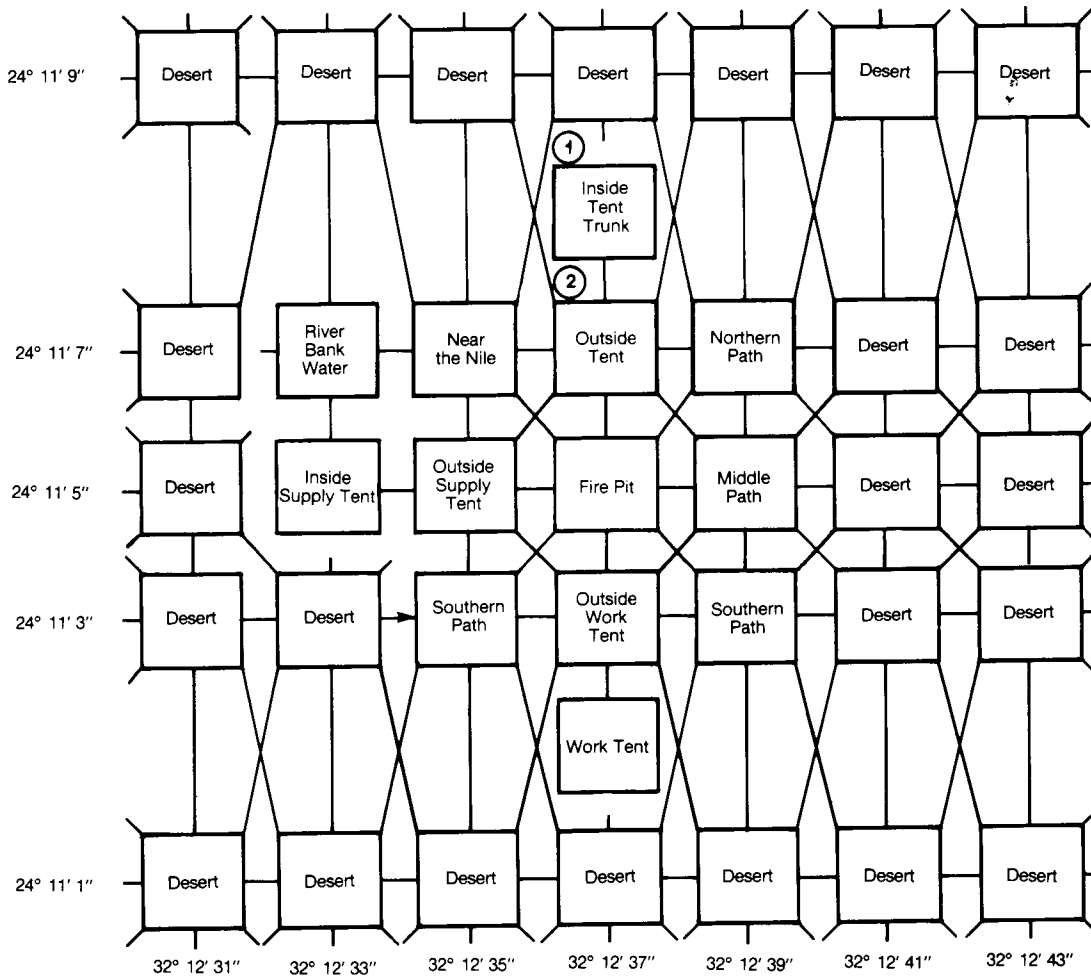 24° 11' 9"
Desert
Desert
Desert
Desert
Desert
Desert
Desert
1
Inside
Tent
Trunk
2
24° 11' 7"
Desert
River
Bank
Water
Near
the Nile
Outside
Tent
Northern
Path
Desert
Desert
24° 11' 5"
Desert
Inside
Supply Tent
Outside
Supply
Tent
Fire Pit
Middle
Path
Desert
Desert
24° 11' 3"
Desert
Desert
Southern
Path
Outside
Work
Tent
Southern
Path
Desert
Desert
Work Tent
24° 11' 1"
Desert
Desert
Desert
Desert
Desert
Desert
Desert
32° 12' 31"
32° 12' 33"
32° 12' 35"
32° 12' 37"
32° 12' 39"
32° 12' 41"
32° 12' 43"